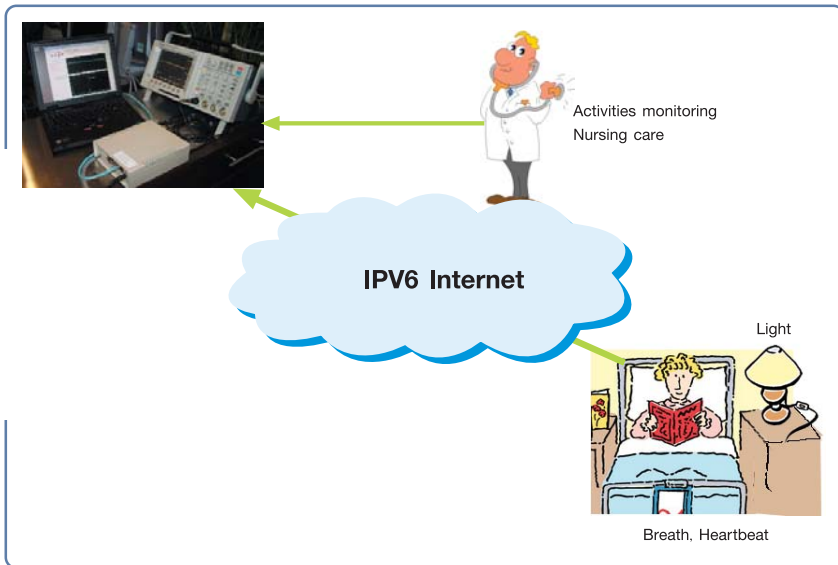 Activities monitoring
Nursing care
IPV6 Internet
Light
Breath, Heartbeat